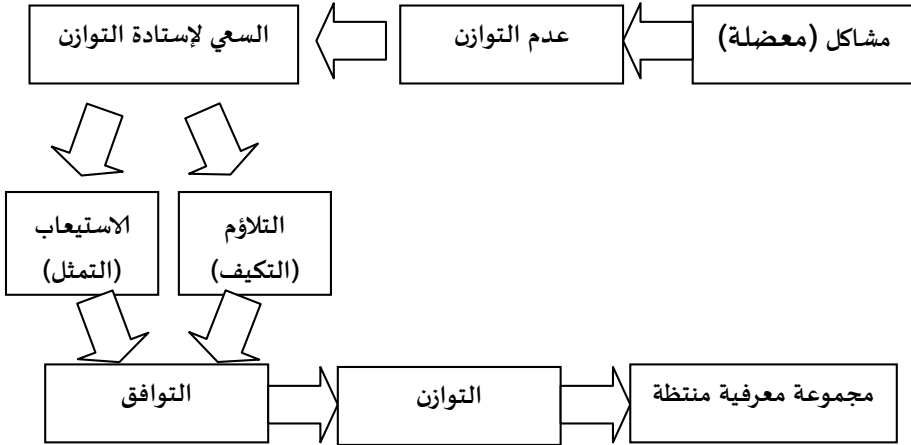 مشاكل (معضلة)
عدم التوازن
السعي لإستادة التوازن
التلاؤم
(التكيف)
الاستيعاب
(التمثل)
التوافق
التوازن
مجموعة معرفية منتظة